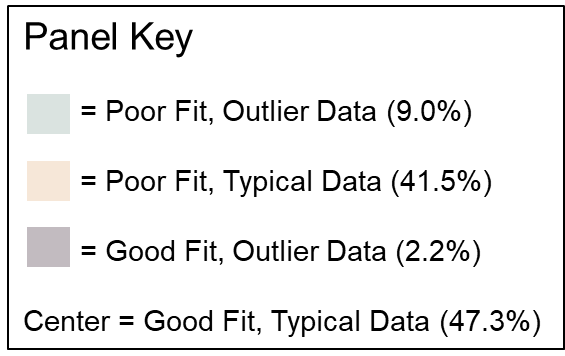 Panel Key
= Poor Fit, Outlier Data (9.0%)
= Poor Fit, Typical Data (41.5%)
= Good Fit, Outlier Data (2.2%)
Center = Good Fit, Typical Data (47.3%)